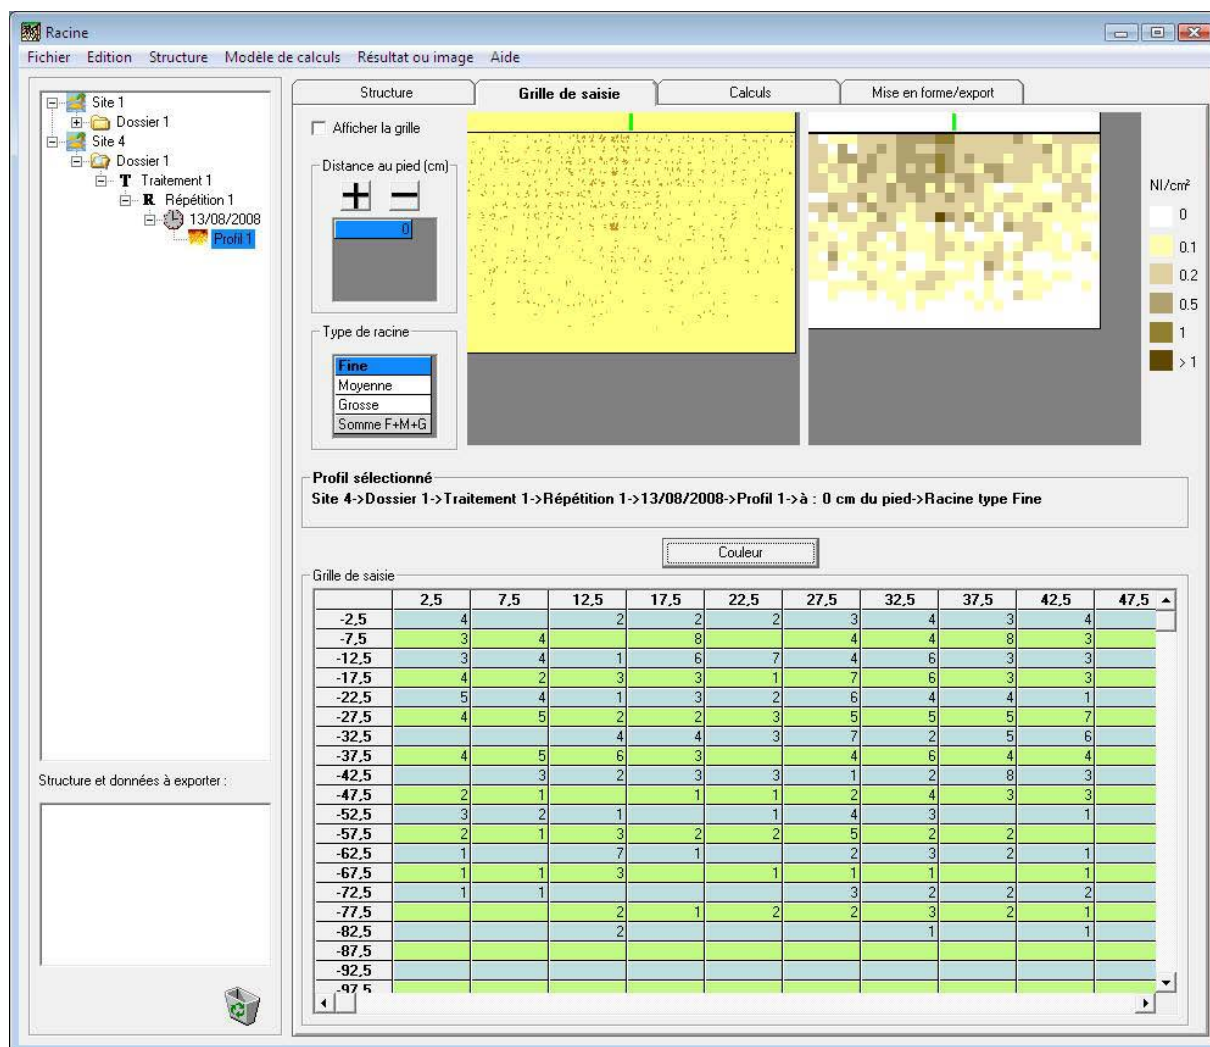 Racine
Fichier Edition Structure Modèle de calculs Résultat ou image Aide
Site 1
Dossier 1
Site 4
Dossier 1
T Traitement 1
R Répétition 1
13/08/2008
Profil 1
Structure et données à exporter :
Structure Grille de saisie Calculs Mise en forme/export
Afficher la grille
Distance au pied (cm)
0
Type de racine
Fine
Moyenne
Grosse
Somme F+M+G
NI/cm²
0
0.1
0.2
0.5
1
> 1
Profil sélectionné
Site 4->Dossier 1->Traitement 1->Répétition 1->13/08/2008->Profil 1->à : 0 cm du pied->Racine type Fine
Couleur
Grille de saisie
2,5 7,5 12,5 17,5 22,5 27,5 32,5 37,5 42,5 47,5
-2,5 4 2 2 2 3 4 3 4
-7,5 3 4 8 4 4 8 3
-12,5 3 4 1 6 7 4 6 3 3
-17,5 4 2 3 3 1 7 6 3 3
-22,5 5 4 1 3 2 6 4 4 1
-27,5 4 5 2 2 3 5 5 5 7
-32,5 4 4 3 7 2 5 6
-37,5 4 5 6 3 4 6 4 4
-42,5 3 2 3 3 1 2 8 3
-47,5 2 1 1 1 2 4 3 3
-52,5 3 2 1 1 4 3 1
-57,5 2 1 3 2 2 5 2 2
-62,5 1 7 1 2 3 2 1
-67,5 1 1 3 1 1 1 1
-72,5 1 1 3 2 2 2
-77,5 2 1 2 2 3 2 1
-82,5 2 1 1
-87,5
-92,5
-97,5